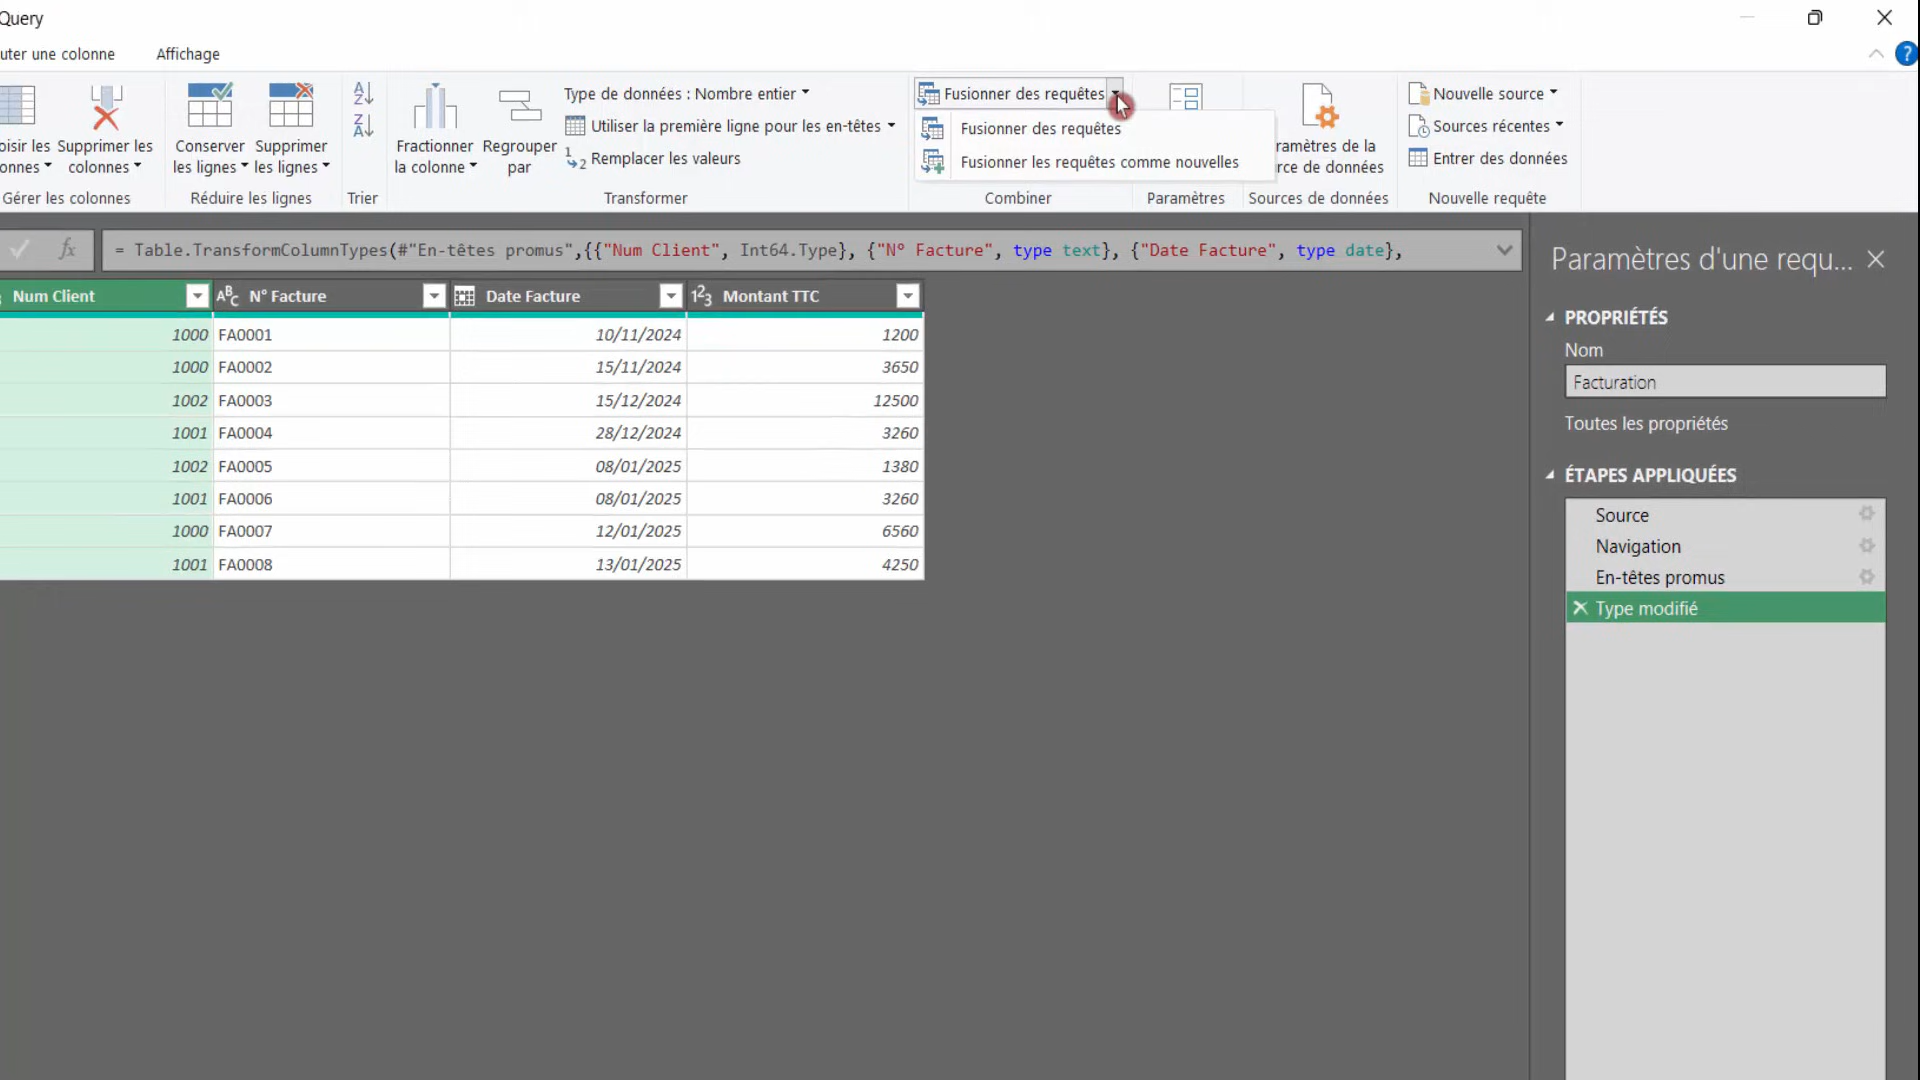 Query
uter une colonne
Affichage
oisir les
onnes
Supprimer les
colonnes
Gérer les colonnes
Conserver
les lignes
Supprimer
les lignes
Réduire les lignes
A
Z
Z
A
Trier
Fractionner
la colonne
Regrouper
par
Type de données : Nombre entier
Utiliser la première ligne pour les en-têtes
1 2 Remplacer les valeurs
Transformer
Fusionner des requêtes
Fusionner des requêtes
Fusionner les requêtes comme nouvelles
Combiner
Paramètres
ramètres de la
rce de données
Sources de données
Nouvelle source
Sources récentes
Entrer des données
Nouvelle requête
?
fx
= Table.TransformColumnTypes(#"En-têtes promus",{{"Num Client", Int64.Type}, {"N° Facture", type text}, {"Date Facture", type date},
Num Client ABC N° Facture Date Facture 123 Montant TTC
1000 FA0001 10/11/2024 1200
1000 FA0002 15/11/2024 3650
1002 FA0003 15/12/2024 12500
1001 FA0004 28/12/2024 3260
1002 FA0005 08/01/2025 1380
1001 FA0006 08/01/2025 3260
1000 FA0007 12/01/2025 6560
1001 FA0008 13/01/2025 4250
Paramètres d'une requ...
PROPRIÉTÉS
Nom
Facturation
Toutes les propriétés
ÉTAPES APPLIQUÉES
Source
Navigation
En-têtes promus
Type modifié